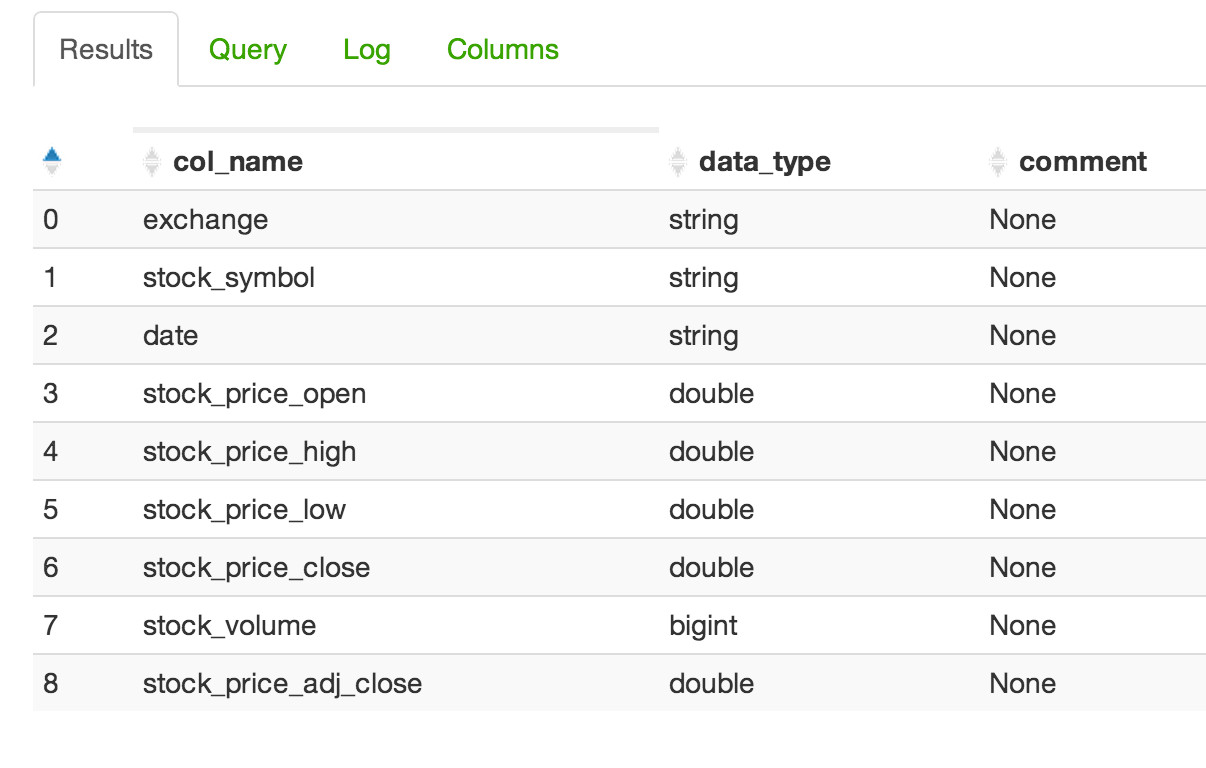 Results Query Log Columns
col_name data_type comment
0 exchange string None
1 stock_symbol string None
2 date string None
3 stock_price_open double None
4 stock_price_high double None
5 stock_price_low double None
6 stock_price_close double None
7 stock_volume bigint None
8 stock_price_adj_close double None